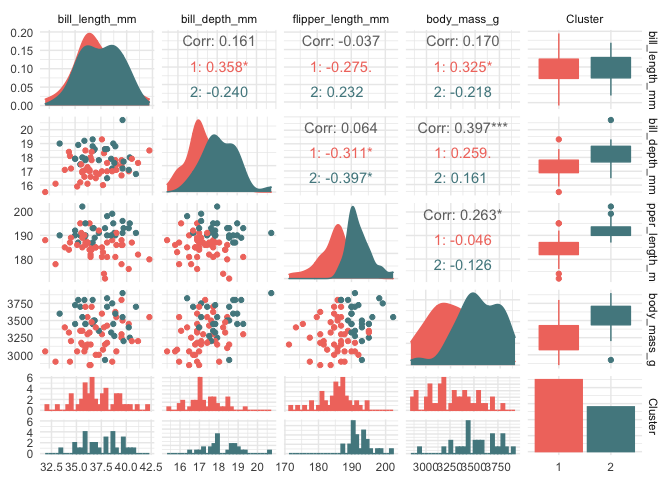 bill_length_mm bill_depth_mm flipper_length_mm body_mass_g Cluster
0.20
0.15
0.10
0.05
0.00
Corr: 0.161
1: 0.358*
2: -0.240
Corr: -0.037
1: -0.275.
2: 0.232
Corr: 0.170
1: 0.325*
2: -0.218
bill_length_mm
20
19
18
17
16
Corr: 0.064
1: -0.311*
2: -0.397*
Corr: 0.397***
1: 0.259.
2: 0.161
bill_depth_mm
200
190
180
Corr: 0.263*
1: -0.046
2: -0.126
pper_length_m
3750
3500
3250
3000
body_mass_g
6
4
2
0
6
4
2
0
Cluster
32.5 35.0 37.5 40.0 42.5 16 17 18 19 20 170 180 190 200 3000 3250 3500 3750 1 2